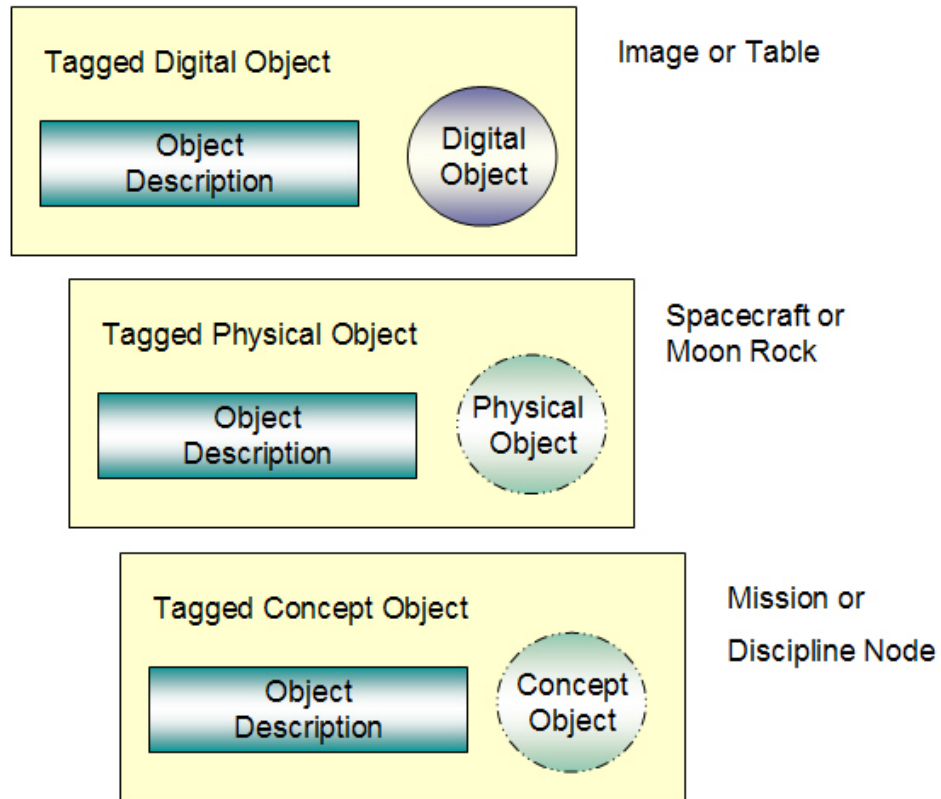 Tagged Digital Object
Image or Table
Object
Description
Digital
Object
Tagged Physical Object
Spacecraft or
Moon Rock
Object
Description
Physical
Object
Tagged Concept Object
Mission or
Discipline Node
Object
Description
Concept
Object